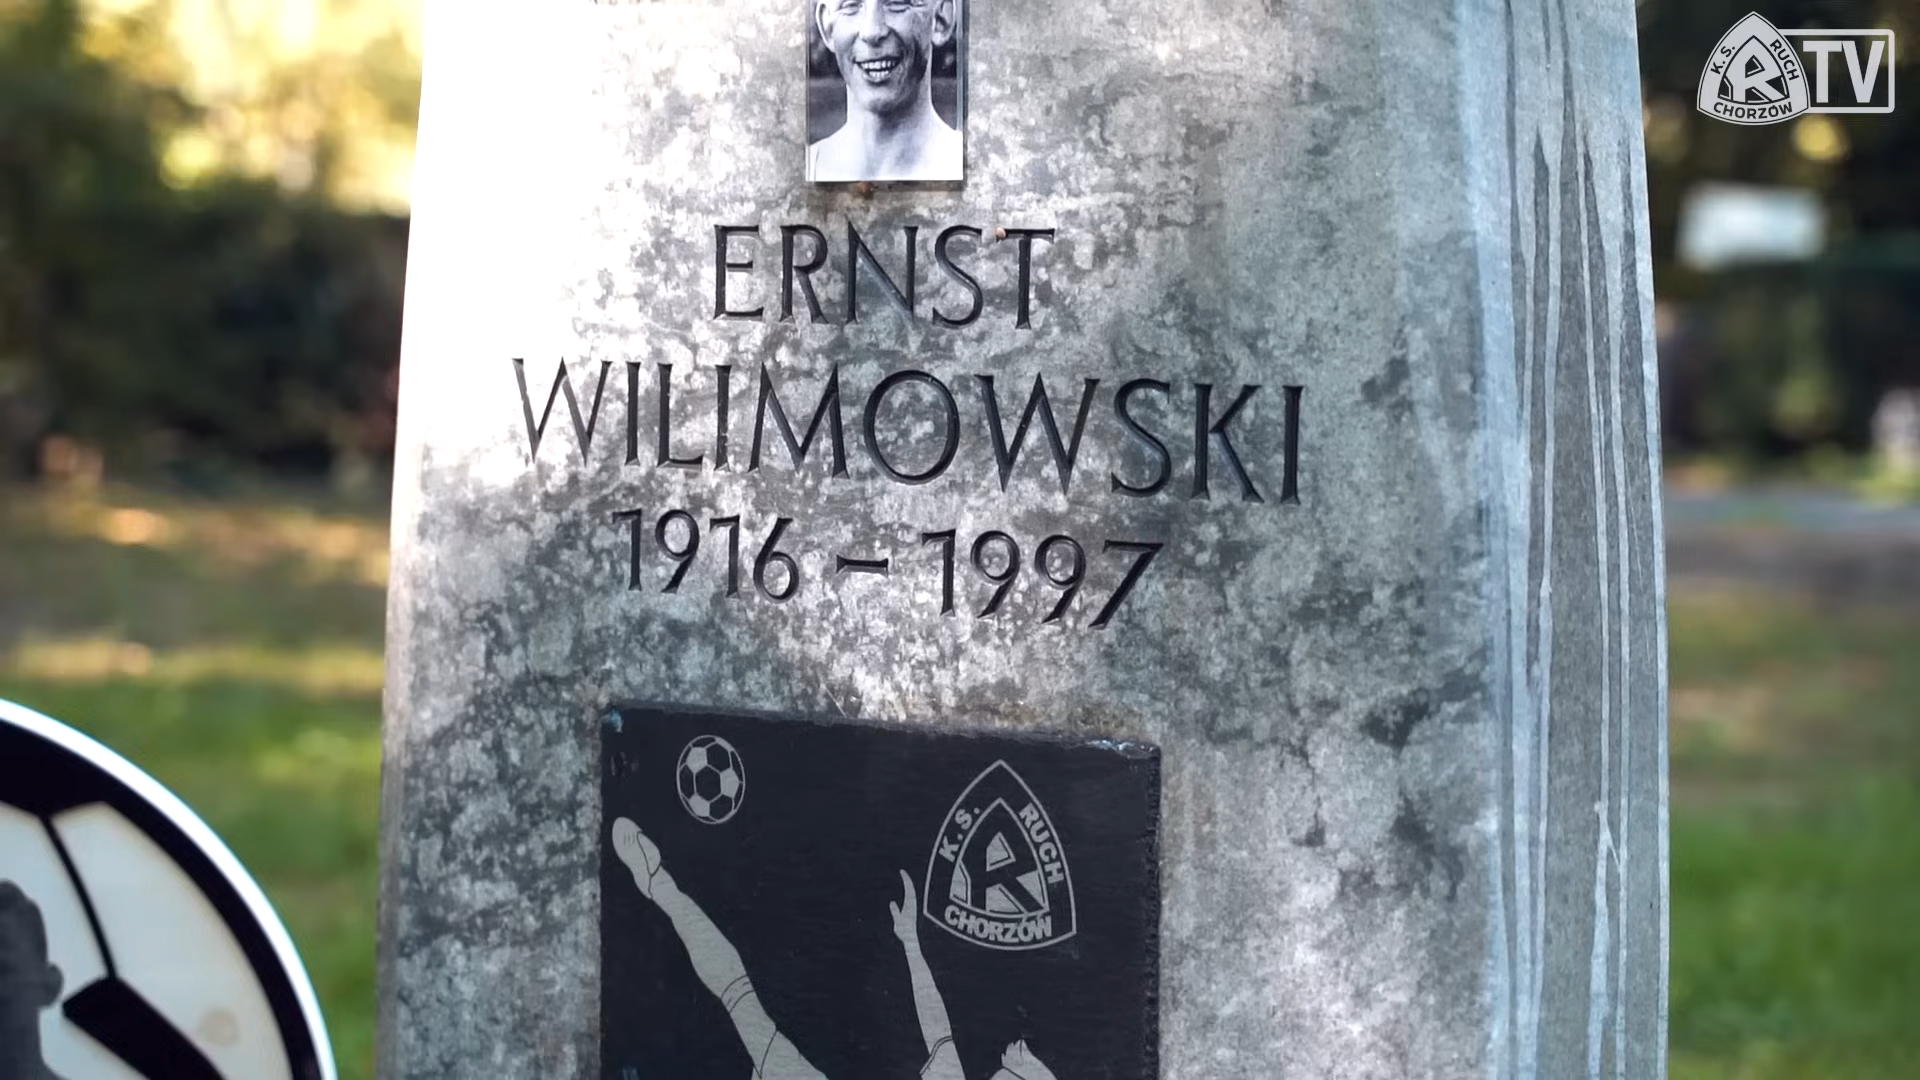 K.S. RUCH
CHORZÓW
TV
ERNST
WILIMOWSKI
1916 – 1997
K.S. RUCH
CHORZÓW